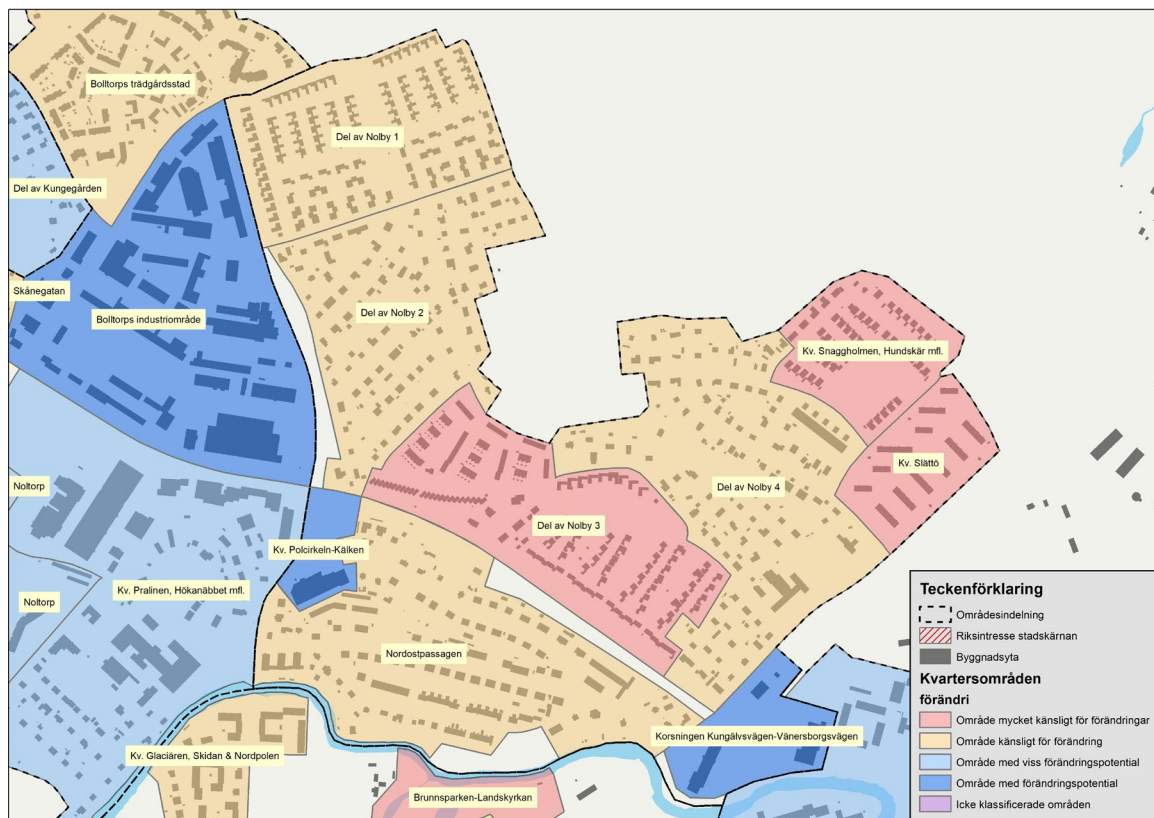 Bolltorps trädgårdsstad
Del av Nolby 1
Del av Kungegården
Skånegatan
Bolltorps industriområde
Del av Nolby 2
Kv. Snaggholmen, Hundskär mfl.
Kv. Slättö
Noltorp
Del av Nolby 4
Del av Nolby 3
Kv. Polcirkeln-Kälken
Kv. Pralinen, Hökanäbbet mfl.
Noltorp
Nordostpassagen
Korsningen Kungälvsvägen-Vänersborgsvägen
Kv. Glaciären, Skidan & Nordpolen
Brunnsparken-Landskyrkan
Teckenförklaring
Områdesindelning
Riksintresse stadskärnan
Byggnadsyta
Kvartersområden
förändri
Område mycket känsligt för förändringar
Område känsligt för förändring
Område med viss förändringspotential
Område med förändringspotential
Icke klassificerade områden